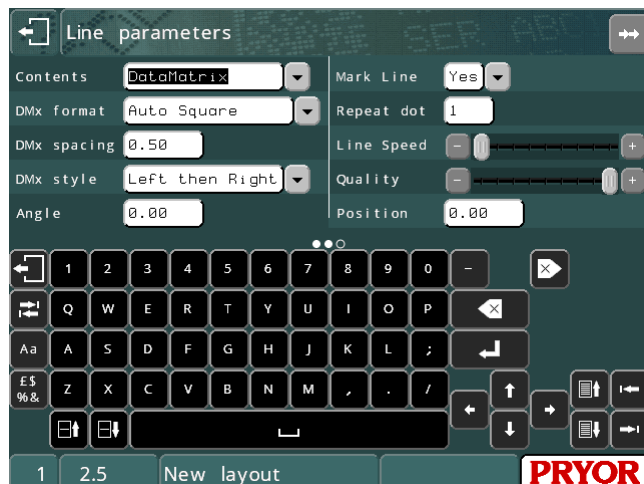 Line parameters
Contents DataMatrix Mark Line Yes
DMx format Auto Square Repeat dot 1
DMx spacing 0.50 Line Speed - +
DMx style Left then Right Quality - +
Angle 0.00 Position 0.00
1 2 3 4 5 6 7 8 9 0 -
Q W E R T Y U I O P
Aa A S D F G H J K L ;
£$
%& Z X C V B N M , . /
1 2.5 New layout PRYOR